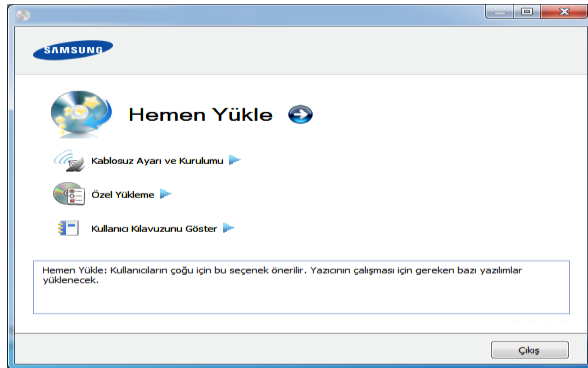 SAMSUNG
Hemen Yükle
Kablosuz Ayarı ve Kurulumu
Özel Yükleme
Kullanıcı Kılavuzunu Göster
Hemen Yükle: Kullanıcıların çoğu için bu seçenek önerilir. Yazıcının çalışması için gereken bazı yazılımlar
yüklenecek.
Çıkış